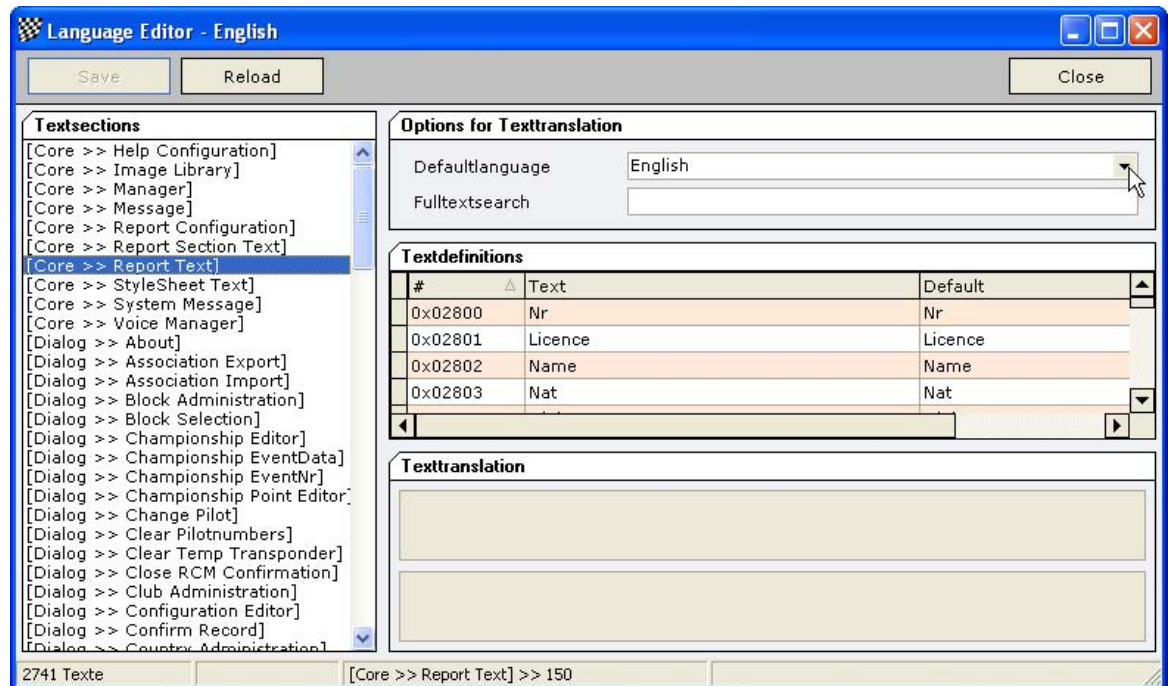 Language Editor - English
Save
Reload
Close
Textsections
[Core >> Help Configuration]
[Core >> Image Library]
[Core >> Manager]
[Core >> Message]
[Core >> Report Configuration]
[Core >> Report Section Text]
[Core >> Report Text]
[Core >> StyleSheet Text]
[Core >> System Message]
[Core >> Voice Manager]
[Dialog >> About]
[Dialog >> Association Export]
[Dialog >> Association Import]
[Dialog >> Block Administration]
[Dialog >> Block Selection]
[Dialog >> Championship Editor]
[Dialog >> Championship EventData]
[Dialog >> Championship EventNr]
[Dialog >> Championship Point Editor]
[Dialog >> Change Pilot]
[Dialog >> Clear Pilotnumbers]
[Dialog >> Clear Temp Transponder]
[Dialog >> Close RCM Confirmation]
[Dialog >> Club Administration]
[Dialog >> Configuration Editor]
[Dialog >> Confirm Record]
[Dialog >> Country Administration]
Options for Texttranslation
Defaultlanguage English
Fulltextsearch
Textdefinitions
# Text Default
0x02800 Nr Nr
0x02801 Licence Licence
0x02802 Name Name
0x02803 Nat Nat
Texttranslation
2741 Texte
[Core >> Report Text] >> 150